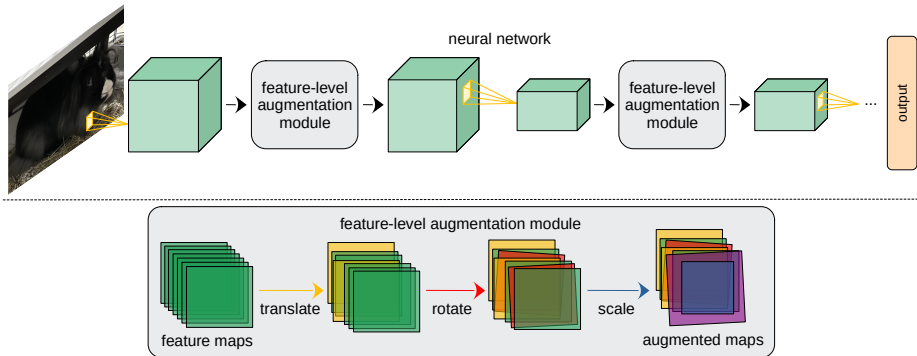 neural network
feature-level
augmentation
module
feature-level
augmentation
module
...
output
feature-level augmentation module
translate
rotate
scale
feature maps
augmented maps